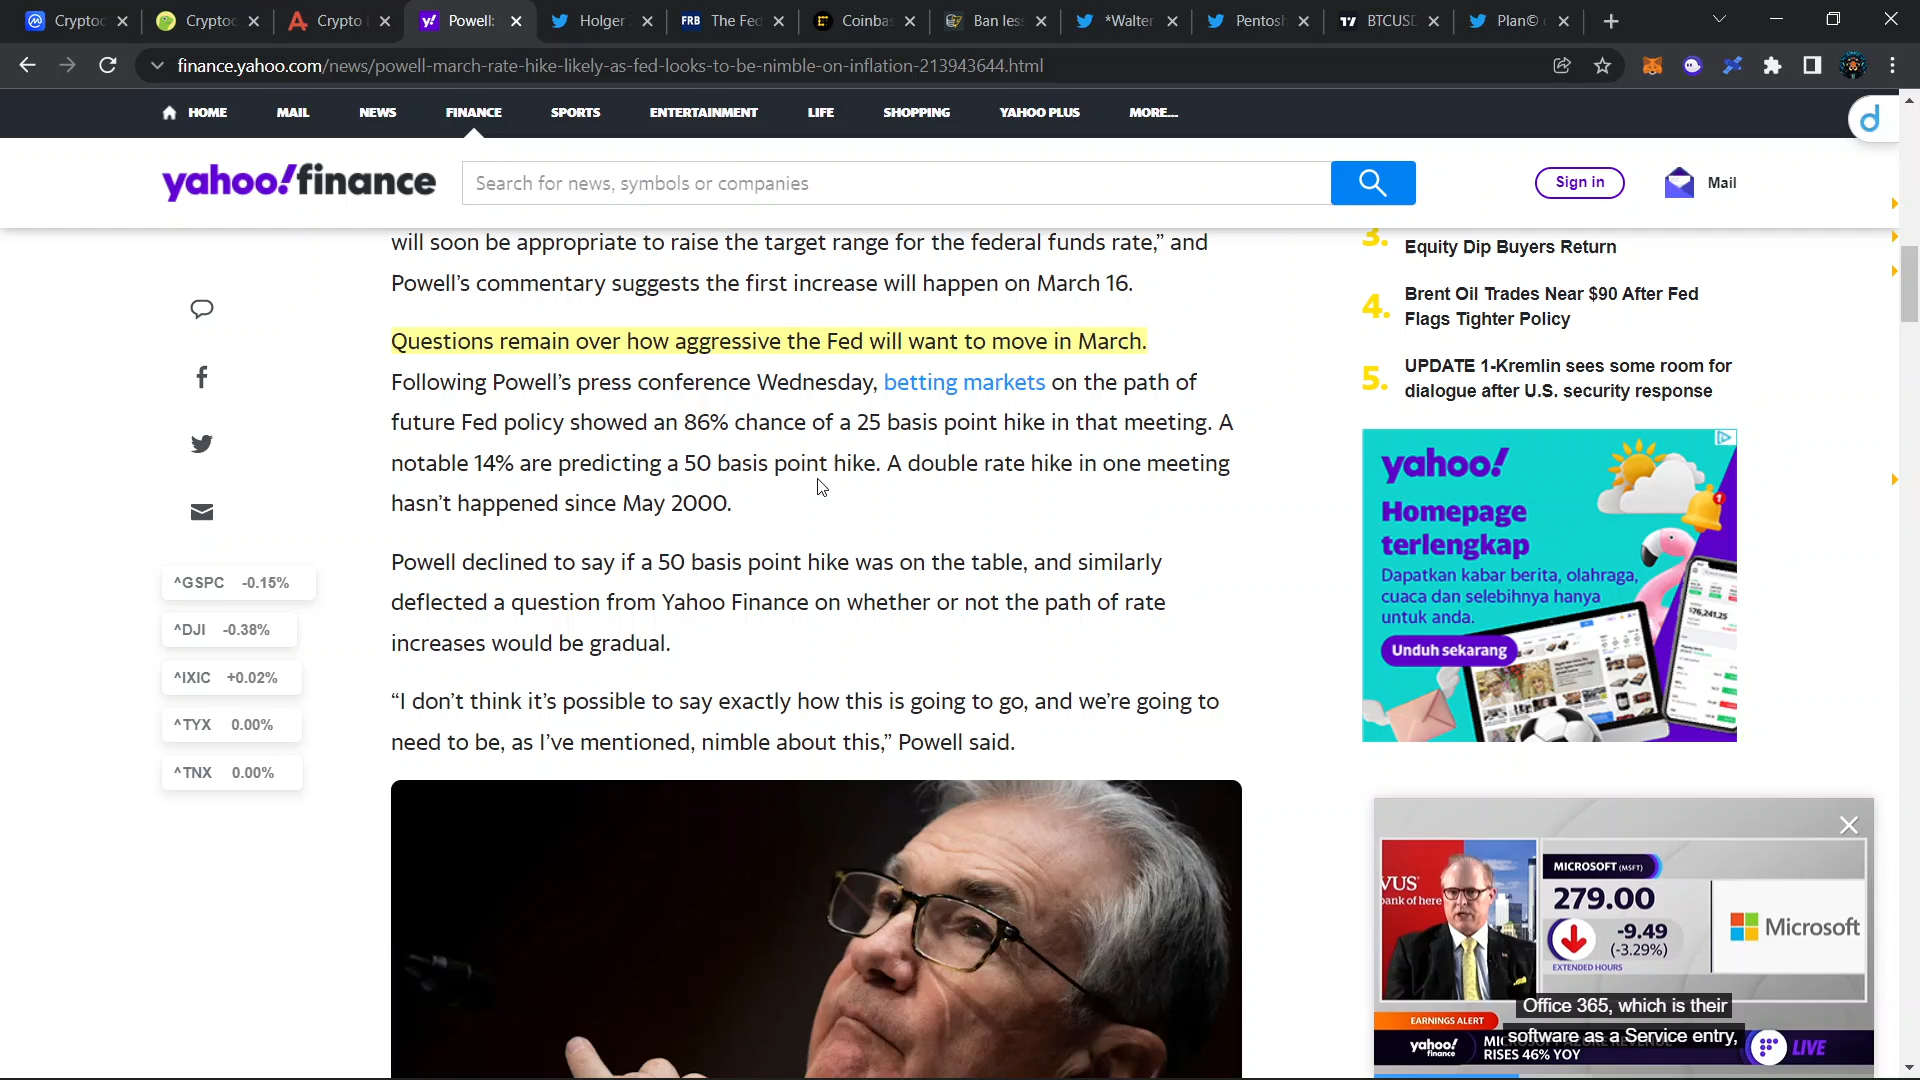 Cryptoc
Cryptoc
Crypto
Powell:
Holger
FRB The Fed
Coinbas
Ban less
*Walter
Pentosh
BTCUSD
Plan©
finance.yahoo.com/news/powell-march-rate-hike-likely-as-fed-looks-to-be-nimble-on-inflation-213943644.html
HOME MAIL NEWS FINANCE SPORTS ENTERTAINMENT LIFE SHOPPING YAHOO PLUS MORE...
yahoo!finance
Search for news, symbols or companies
Sign in
Mail
will soon be appropriate to raise the target range for the federal funds rate,” and
Powell’s commentary suggests the first increase will happen on March 16.
Questions remain over how aggressive the Fed will want to move in March.
Following Powell’s press conference Wednesday, betting markets on the path of
future Fed policy showed an 86% chance of a 25 basis point hike in that meeting. A
notable 14% are predicting a 50 basis point hike. A double rate hike in one meeting
hasn’t happened since May 2000.
Powell declined to say if a 50 basis point hike was on the table, and similarly
deflected a question from Yahoo Finance on whether or not the path of rate
increases would be gradual.
“I don’t think it’s possible to say exactly how this is going to go, and we’re going to
need to be, as I’ve mentioned, nimble about this,” Powell said.
^GSPC -0.15%
^DJI -0.38%
^IXIC +0.02%
^TYX 0.00%
^TNX 0.00%
3.
Equity Dip Buyers Return
4. Brent Oil Trades Near $90 After Fed
Flags Tighter Policy
5. UPDATE 1-Kremlin sees some room for
dialogue after U.S. security response
yahoo!
Homepage
terlengkap
Dapatkan kabar berita, olahraga,
cuaca dan selebihnya hanya
untuk anda.
Unduh sekarang
76,241.25
VUS
bank of here
MICROSOFT (MSFT)
279.00
-9.49
(-3.29%)
EXTENDED HOURS
Microsoft
Office 365, which is their
software as a Service entry,
EARNINGS ALERT
yahoo!
finance
RISES 46% YOY
LIVE